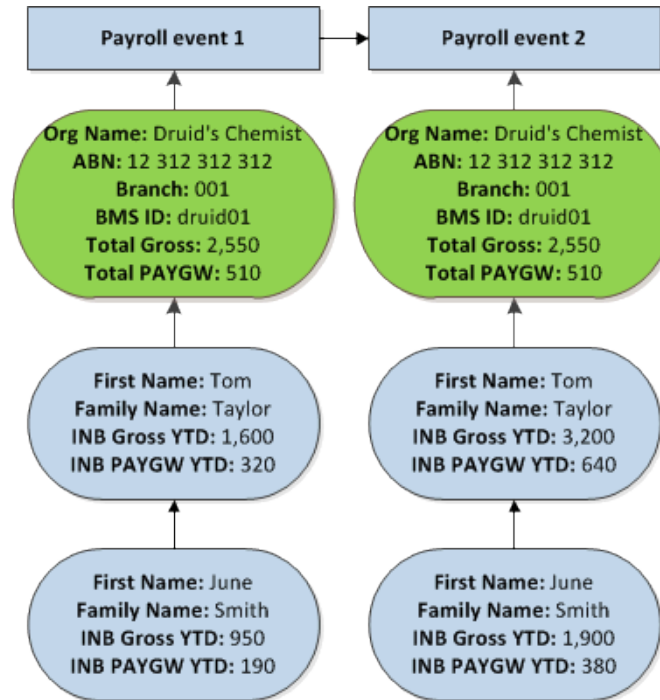 Payroll event 1
Payroll event 2
Org Name: Druid's Chemist
ABN: 12 312 312 312
Branch: 001
BMS ID: druid01
Total Gross: 2,550
Total PAYGW: 510
Org Name: Druid's Chemist
ABN: 12 312 312 312
Branch: 001
BMS ID: druid01
Total Gross: 2,550
Total PAYGW: 510
First Name: Tom
Family Name: Taylor
INB Gross YTD: 1,600
INB PAYGW YTD: 320
First Name: Tom
Family Name: Taylor
INB Gross YTD: 3,200
INB PAYGW YTD: 640
First Name: June
Family Name: Smith
INB Gross YTD: 950
INB PAYGW YTD: 190
First Name: June
Family Name: Smith
INB Gross YTD: 1,900
INB PAYGW YTD: 380